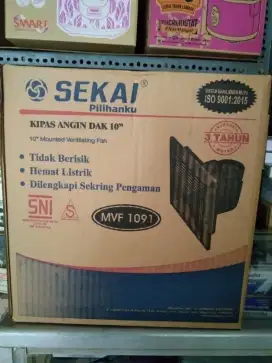 SMART
SEKAI®
Pilihanku
ISO 9001:2015
KIPAS ANGIN DAK 10"
10" Mounted Ventilating Fan
3 TAHUN
• Tidak Berisik
• Hemat Listrik
• Dilengkapi Sekring Pengaman
SNI
S
MVF 1091